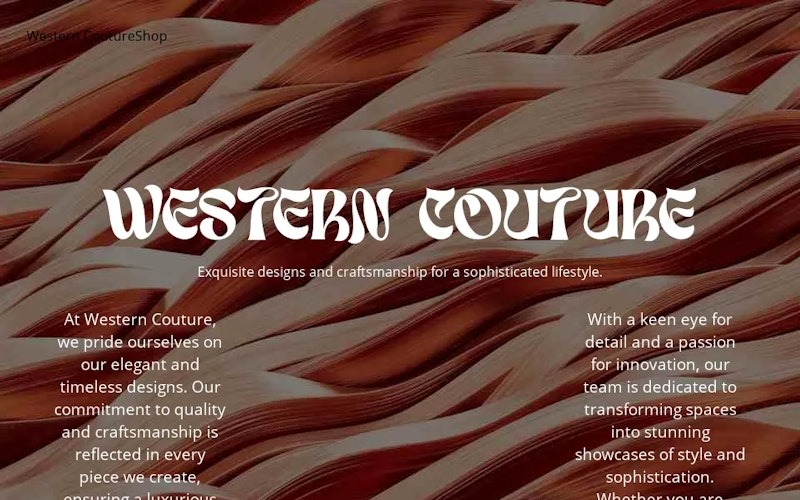 Western CoutureShop
WESTERN COUTURE
Exquisite designs and craftsmanship for a sophisticated lifestyle.
At Western Couture,
we pride ourselves on
our elegant and
timeless designs. Our
commitment to quality
and craftsmanship is
reflected in every
piece we create,
ensuring a luxurious
With a keen eye for
detail and a passion
for innovation, our
team is dedicated to
transforming spaces
into stunning
showcases of style and
sophistication.
Whether you are